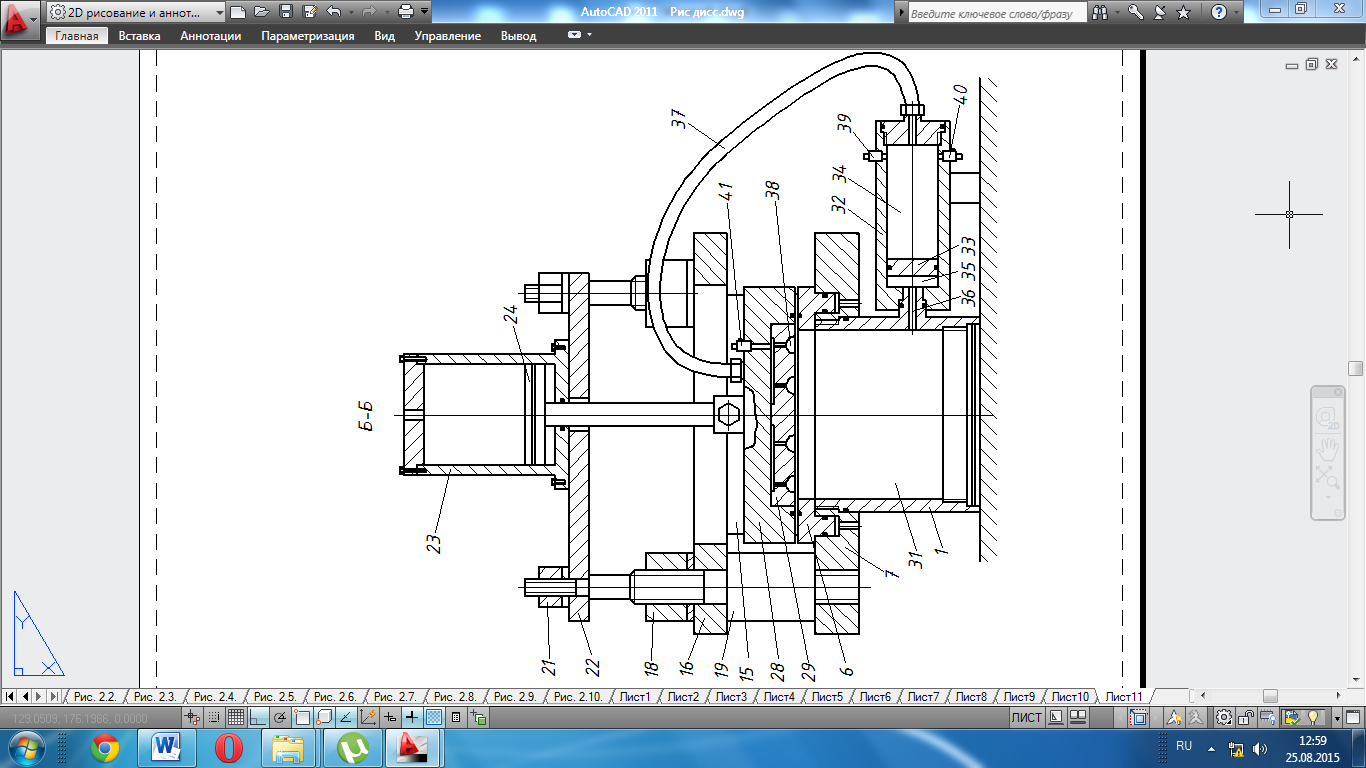 2D рисование и аннот...
AutoCAD 2011 Рис дисс.dwg
Введите ключевое слово/фразу
Главная Вставка Аннотации Параметризация Вид Управление Вывод
37
40
39
41
38
34
32
33
35
36
24
Б-Б
23
31
1
7
21
22
18
16
19
15
28
29
6
Y
X
2D
Рис. 2.2. Рис. 2.3. Рис. 2.4. Рис. 2.5. Рис. 2.6. Рис. 2.7. Рис. 2.8. Рис. 2.9. Рис. 2.10. Лист1 Лист2 Лист3 Лист4 Лист5 Лист6 Лист7 Лист8 Лист9 Лист10 Лист11
129.0509, 176.1966, 0.0000
ЛИСТ
RU
12:59
25.08.2015